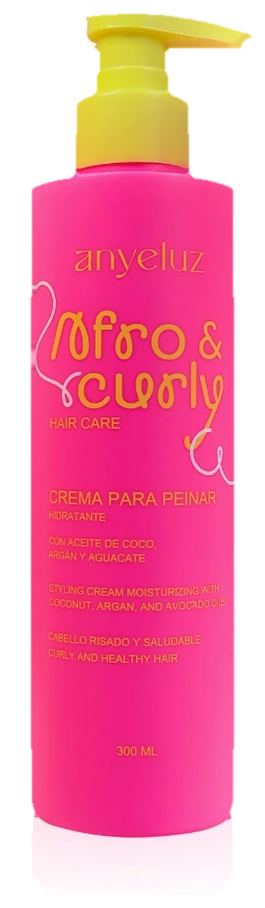 anyeluz
Afro &
curly
HAIR CARE
CREMA PARA PEINAR
HIDRATANTE
CON ACEITE DE COCO,
ARGÁN Y AGUACATE
STYLING CREAM MOISTURIZING WITH
COCONUT, ARGAN, AND AVOCADO
CABELLO RISADO Y SALUDABLE
CURLY AND HEALTHY HAIR
300 ML